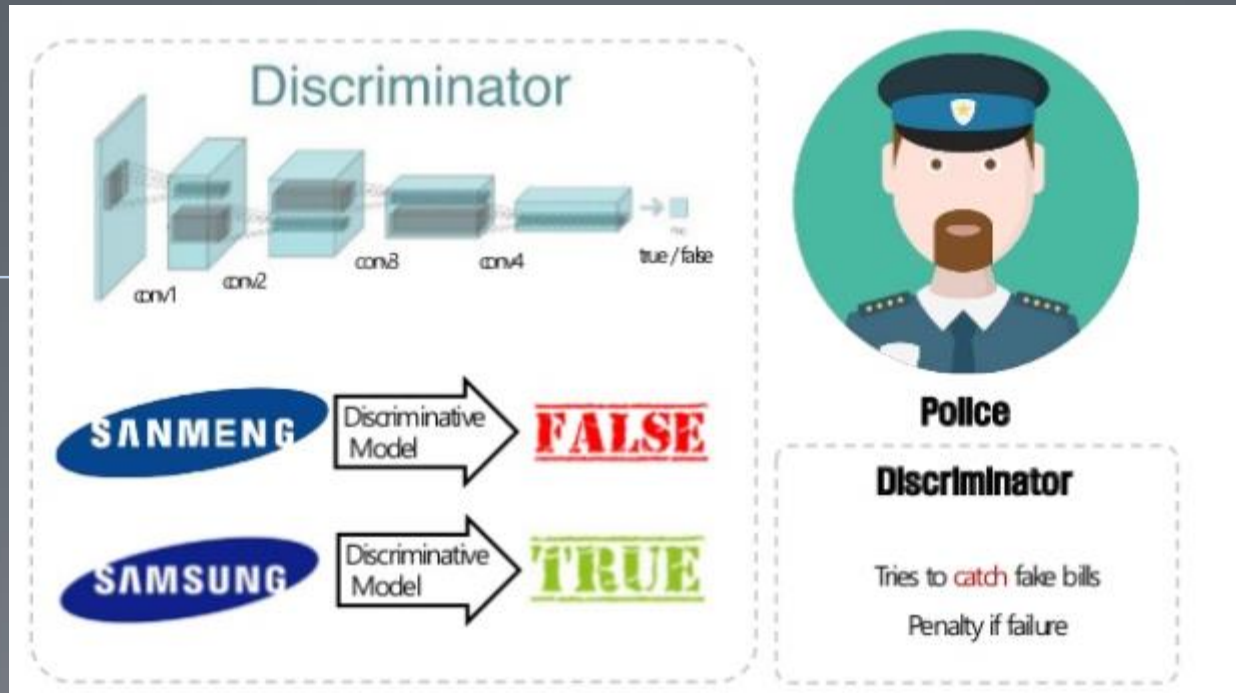 Discriminator
conv1
conv2
conv3
conv4
true / false
SANMENG
Discriminative
Model
FALSE
SAMSUNG
Discriminative
Model
TRUE
Police
Discriminator
Tries to catch fake bills
Penalty if failure